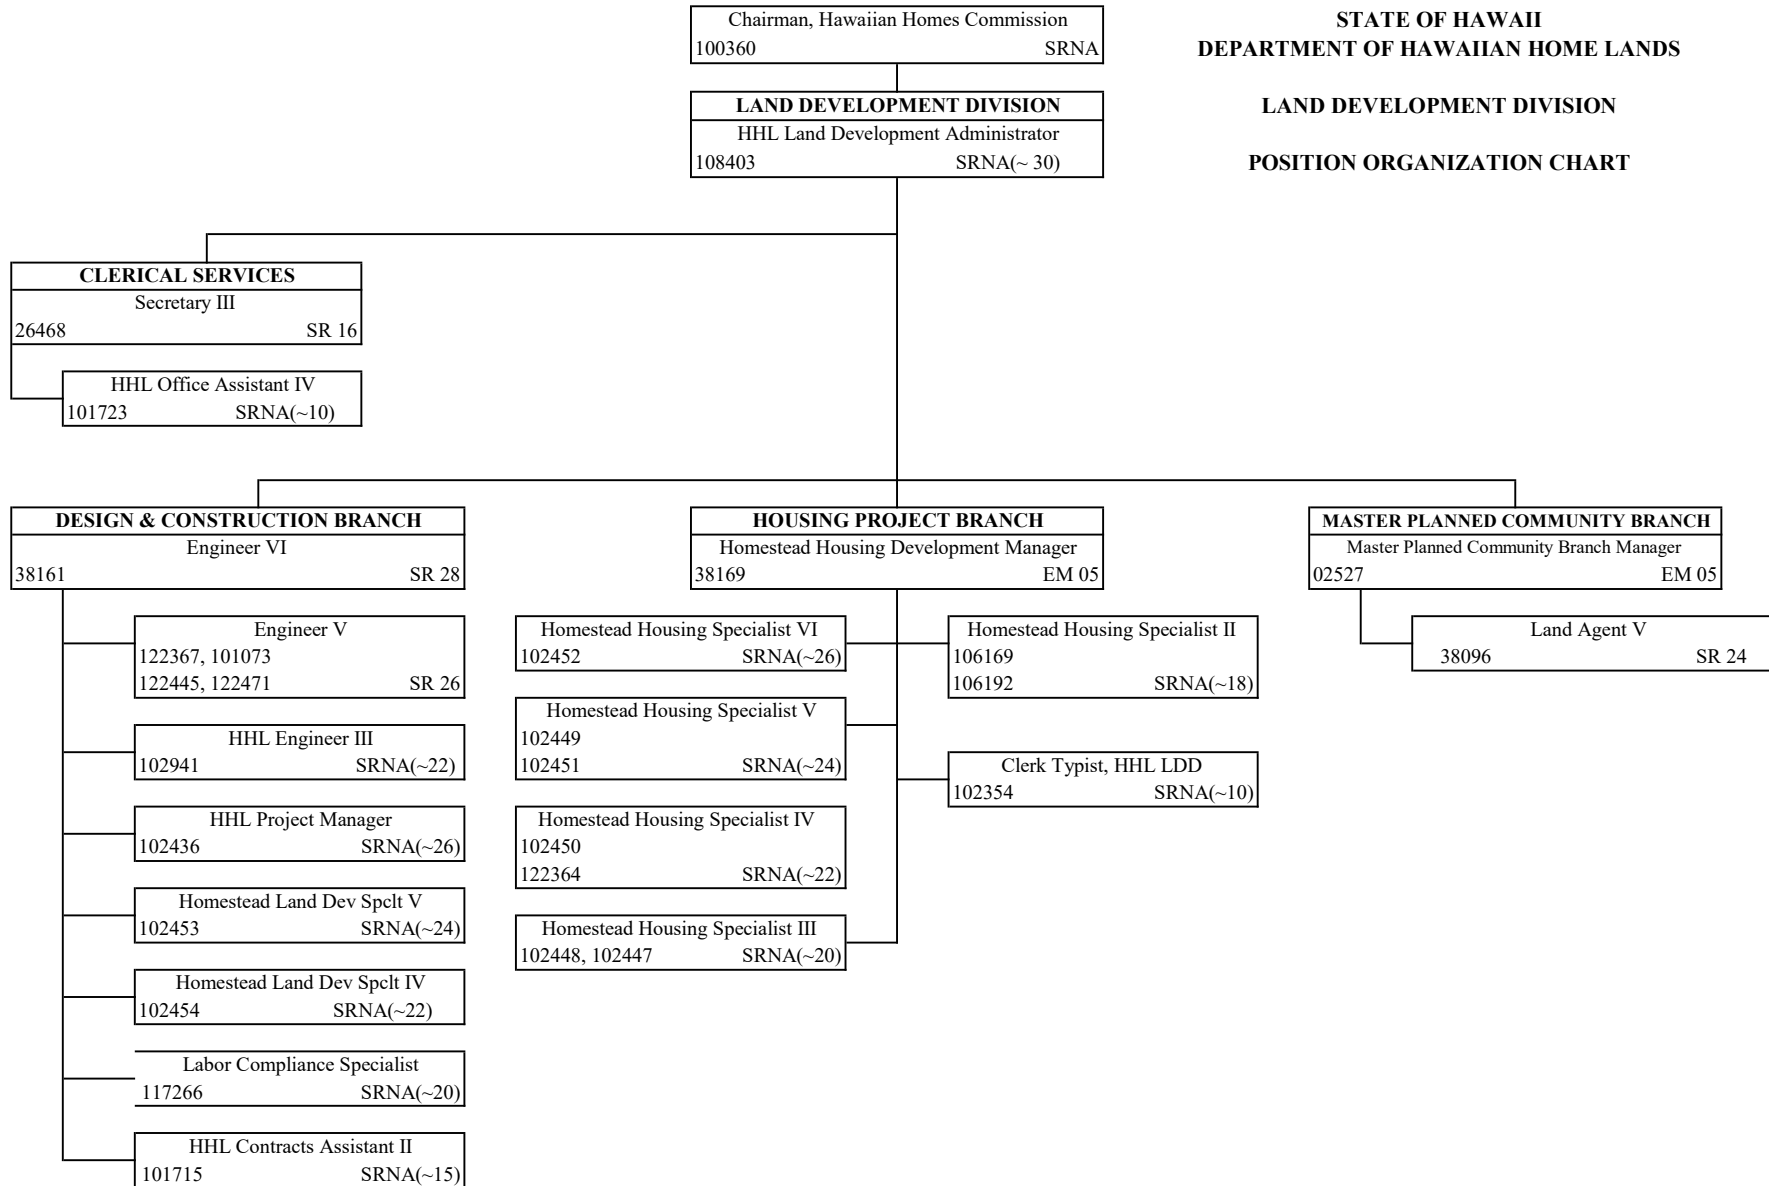 Chairman, Hawaiian Homes Commission
100360 SRNA
STATE OF HAWAII
DEPARTMENT OF HAWAIIAN HOME LANDS
LAND DEVELOPMENT DIVISION
HHL Land Development Administrator
108403 SRNA(~ 30)
LAND DEVELOPMENT DIVISION
POSITION ORGANIZATION CHART
CLERICAL SERVICES
Secretary III
26468 SR 16
HHL Office Assistant IV
101723 SRNA(~10)
DESIGN & CONSTRUCTION BRANCH
Engineer VI
38161 SR 28
Engineer V
122367, 101073
122445, 122471 SR 26
HHL Engineer III
102941 SRNA(~22)
HHL Project Manager
102436 SRNA(~26)
Homestead Land Dev Spclt V
102453 SRNA(~24)
Homestead Land Dev Spclt IV
102454 SRNA(~22)
Labor Compliance Specialist
117266 SRNA(~20)
HHL Contracts Assistant II
101715 SRNA(~15)
HOUSING PROJECT BRANCH
Homestead Housing Development Manager
38169 EM 05
Homestead Housing Specialist VI
102452 SRNA(~26)
Homestead Housing Specialist V
102449
102451 SRNA(~24)
Homestead Housing Specialist IV
102450
122364 SRNA(~22)
Homestead Housing Specialist III
102448, 102447 SRNA(~20)
Homestead Housing Specialist II
106169
106192 SRNA(~18)
Clerk Typist, HHL LDD
102354 SRNA(~10)
MASTER PLANNED COMMUNITY BRANCH
Master Planned Community Branch Manager
02527 EM 05
Land Agent V
38096 SR 24